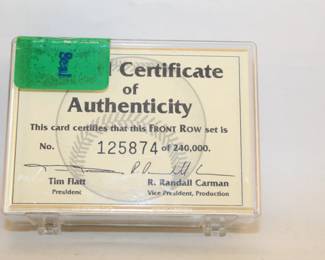 Seal
Certificate
of
Authenticity
This card certifies that this FRONT ROW set is
No. 125874 of 240,000.
Tim Flatt
President
R. Randall Carman
Vice President, Production